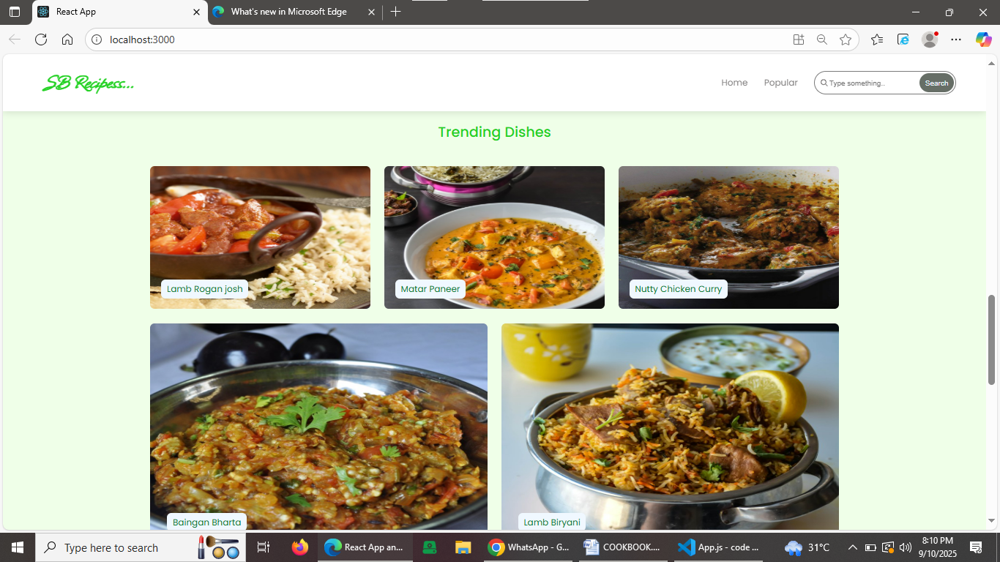 React App
What's new in Microsoft Edge
localhost:3000
SB Recipess...
Home
Popular
Type something..
Search
Trending Dishes
Lamb Rogan josh
Matar Paneer
Nutty Chicken Curry
Baingan Bharta
Lamb Biryani
Type here to search
React App an...
WhatsApp - G...
COOKBOOK....
App.js - code ...
31°C
8:10 PM
9/10/2025